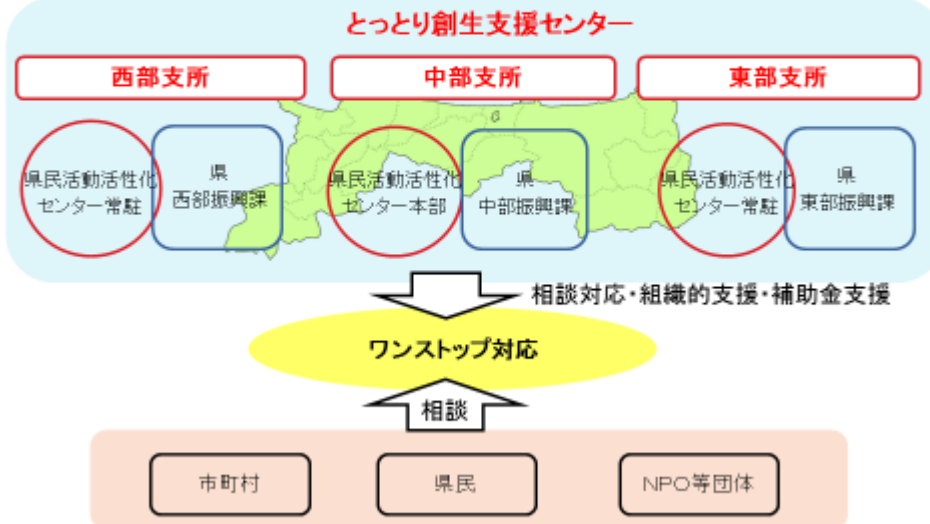 とっとり創生支援センター
西部支所
中部支所
東部支所
県民活動活性化
センター常駐
県
西部振興課
県民活動活性化
センター本部
県
中部振興課
県民活動活性化
センター常駐
県
東部振興課
相談対応・組織的支援・補助金支援
ワンストップ対応
相談
市町村
県民
NPO等団体